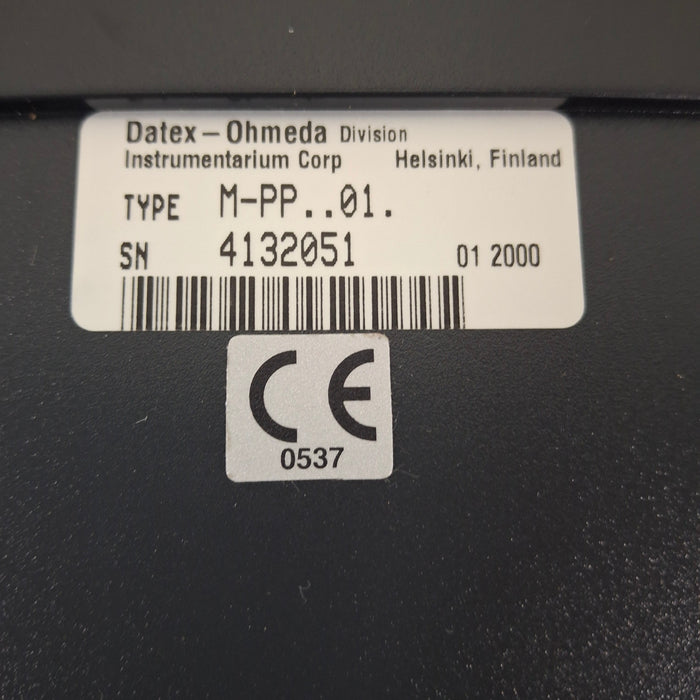 Datex-Ohmeda Division
Instrumentarium Corp Helsinki, Finland
TYPE M-PP..01.
SN 4132051 01 2000
CE
0537